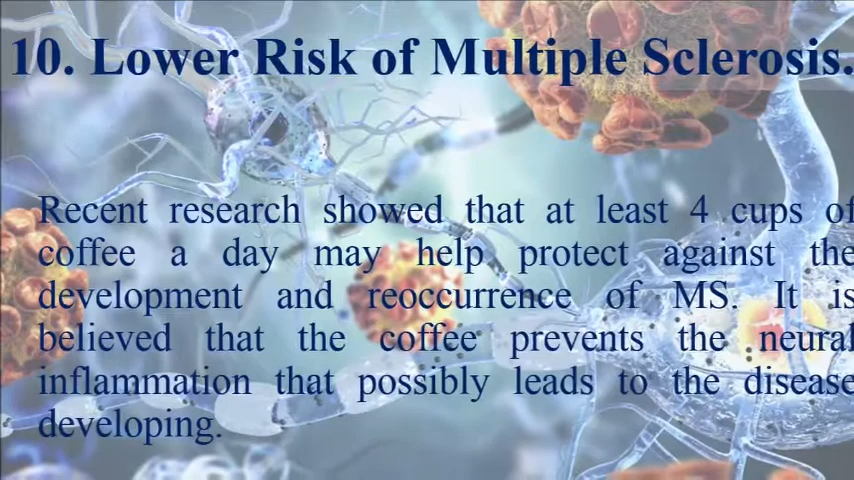 10. Lower Risk of Multiple Sclerosis.
Recent research showed that at least 4 cups of
coffee a day may help protect against the
development and reoccurrence of MS. It is
believed that the coffee prevents the neural
inflammation that possibly leads to the disease
developing.